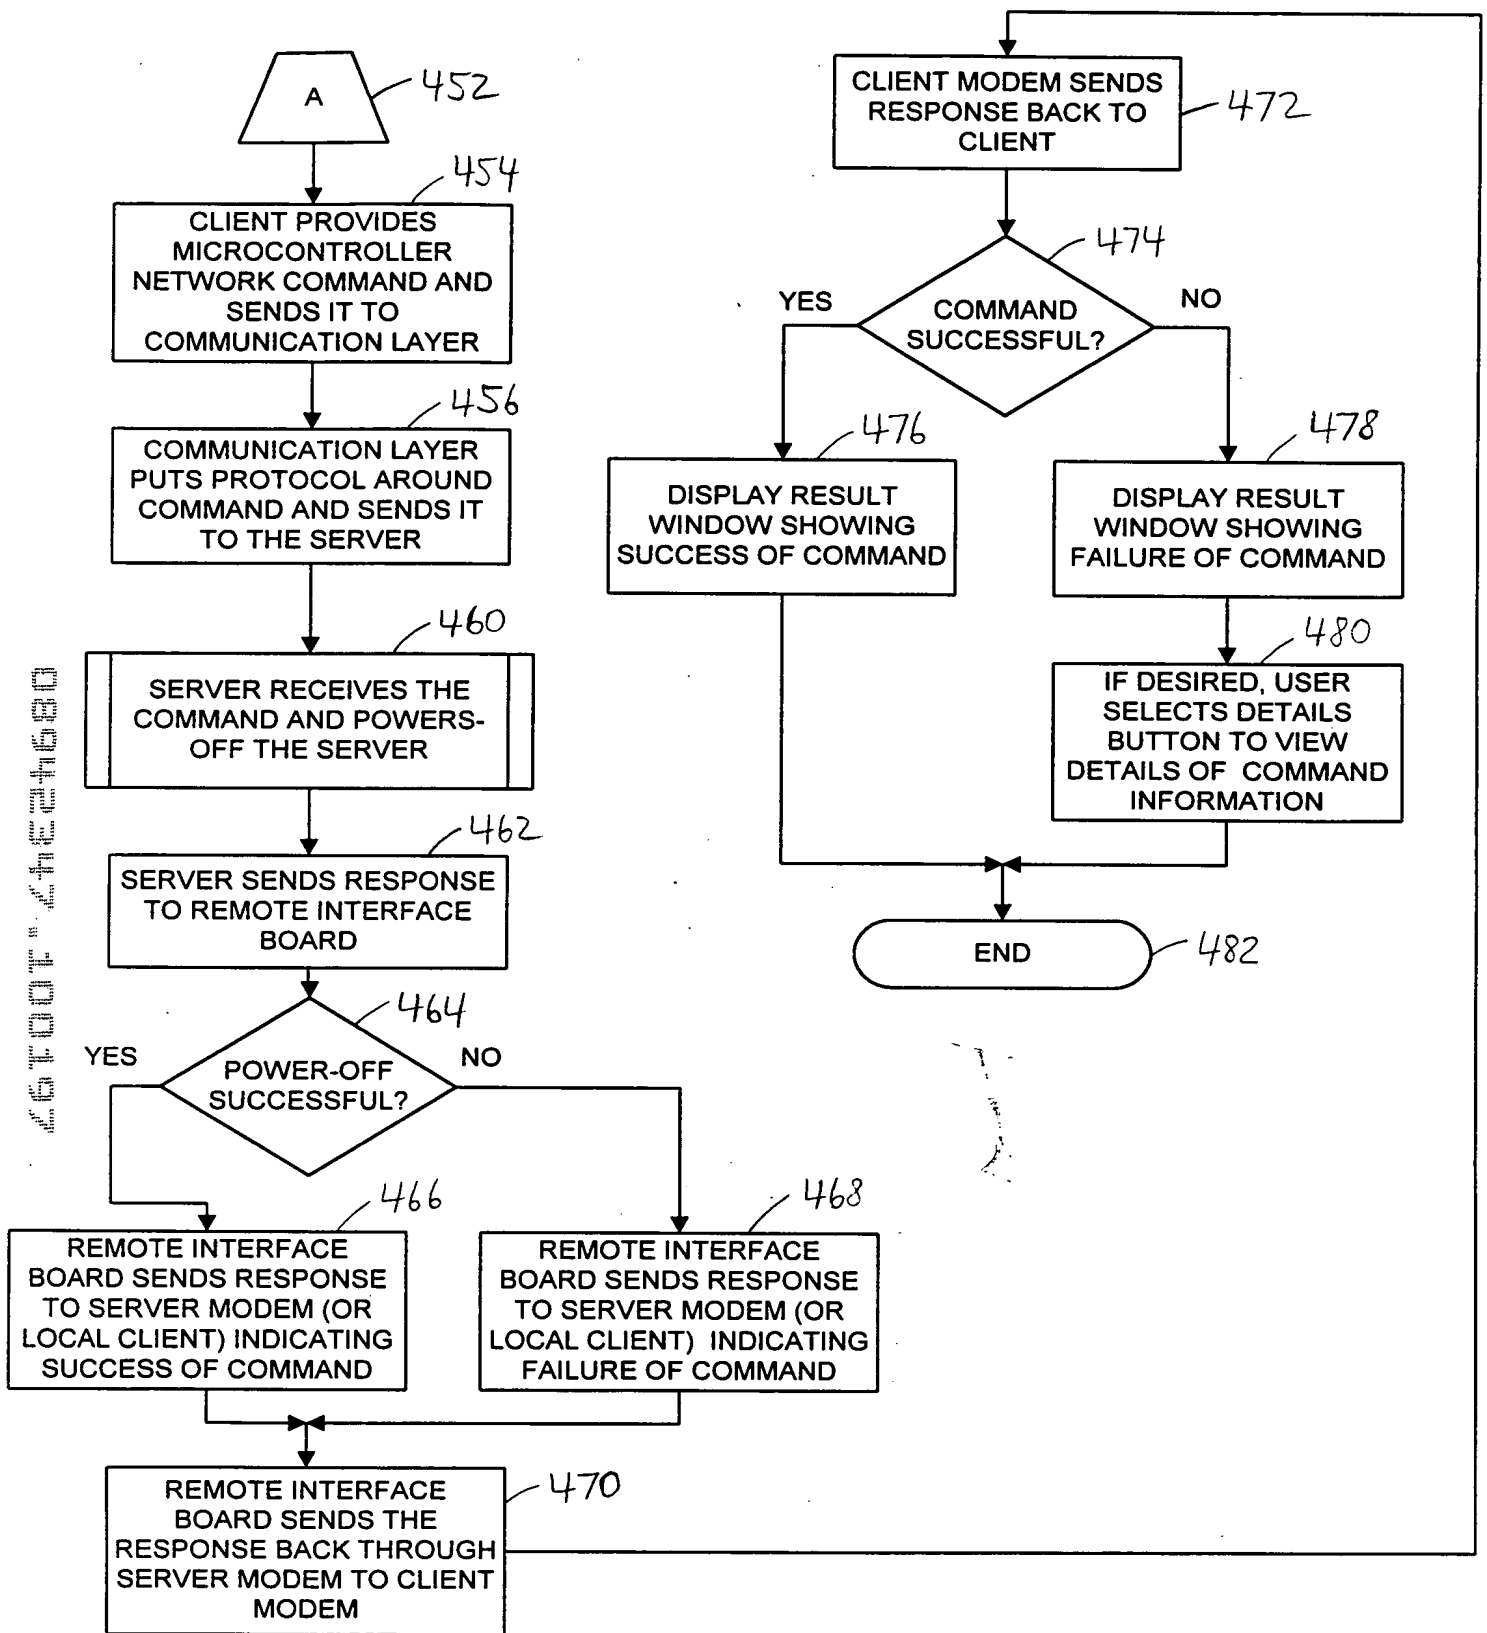 A
452
454
CLIENT PROVIDES
MICROCONTROLLER
NETWORK COMMAND AND
SENDS IT TO
COMMUNICATION LAYER
456
COMMUNICATION LAYER
PUTS PROTOCOL AROUND
COMMAND AND SENDS IT
TO THE SERVER
460
SERVER RECEIVES THE
COMMAND AND POWERS-
OFF THE SERVER
462
SERVER SENDS RESPONSE
TO REMOTE INTERFACE
BOARD
464
YES
NO
POWER-OFF
SUCCESSFUL?
466
REMOTE INTERFACE
BOARD SENDS RESPONSE
TO SERVER MODEM (OR
LOCAL CLIENT) INDICATING
SUCCESS OF COMMAND
468
REMOTE INTERFACE
BOARD SENDS RESPONSE
TO SERVER MODEM (OR
LOCAL CLIENT) INDICATING
FAILURE OF COMMAND
470
REMOTE INTERFACE
BOARD SENDS THE
RESPONSE BACK THROUGH
SERVER MODEM TO CLIENT
MODEM
CLIENT MODEM SENDS
RESPONSE BACK TO
CLIENT
472
474
YES
NO
COMMAND
SUCCESSFUL?
476
DISPLAY RESULT
WINDOW SHOWING
SUCCESS OF COMMAND
478
DISPLAY RESULT
WINDOW SHOWING
FAILURE OF COMMAND
480
IF DESIRED, USER
SELECTS DETAILS
BUTTON TO VIEW
DETAILS OF COMMAND
INFORMATION
END
482